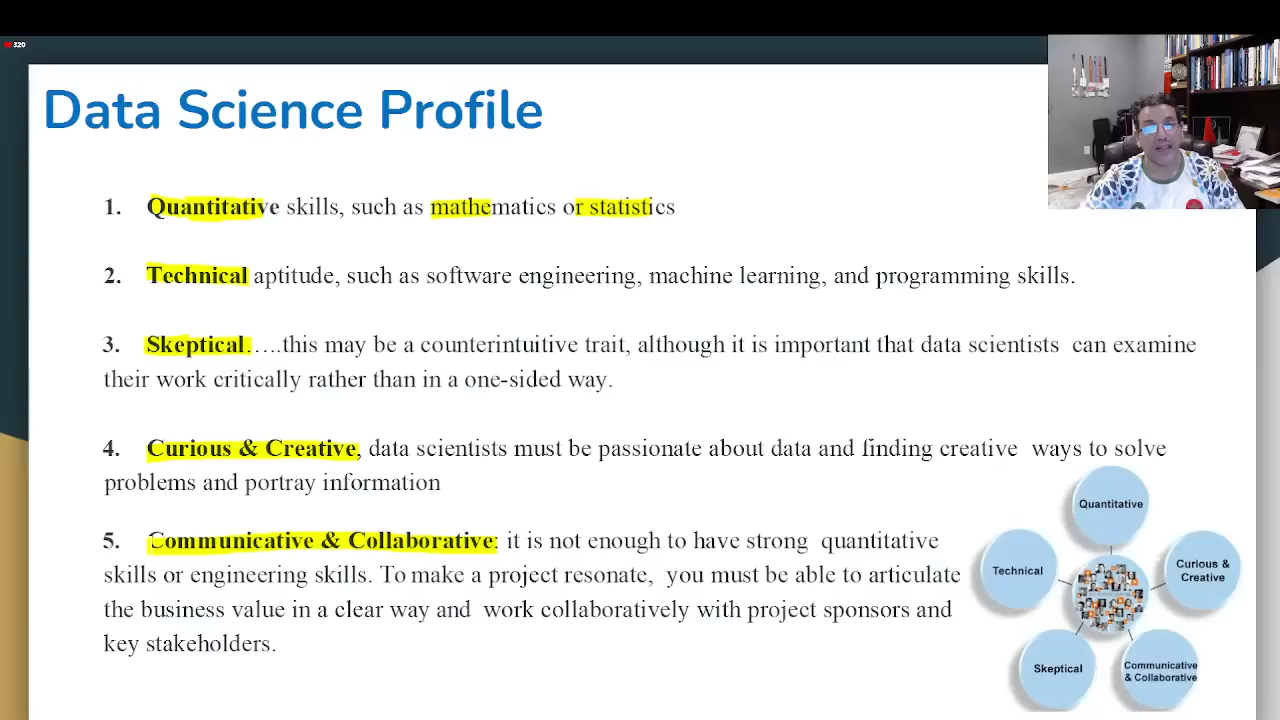 320
Data Science Profile
1. Quantitative skills, such as mathematics or statistics
2. Technical aptitude, such as software engineering, machine learning, and programming skills.
3. Skeptical…..this may be a counterintuitive trait, although it is important that data scientists can examine
their work critically rather than in a one-sided way.
4. Curious & Creative, data scientists must be passionate about data and finding creative ways to solve
problems and portray information
5. Communicative & Collaborative: it is not enough to have strong quantitative
skills or engineering skills. To make a project resonate, you must be able to articulate
the business value in a clear way and work collaboratively with project sponsors and
key stakeholders.
Quantitative
Technical
Curious &
Creative
Skeptical
Communicative
& Collaborative